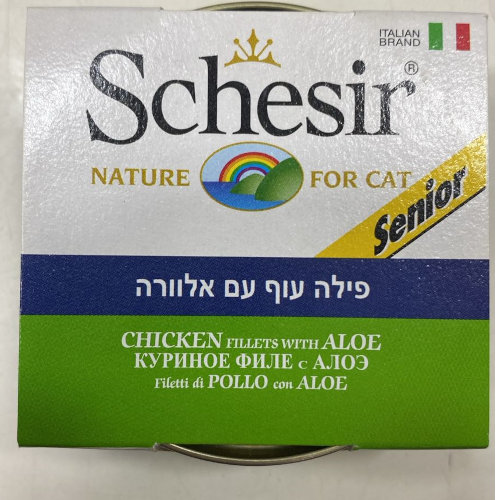 ITALIAN
BRAND
Schesir®
NATURE FOR CAT
Senior
פילה עוף עם אלוורה
CHICKEN FILLETS WITH ALOE
КУРИНОЕ ФИЛЕ С АЛОЭ
Filetti di POLLO con ALOE